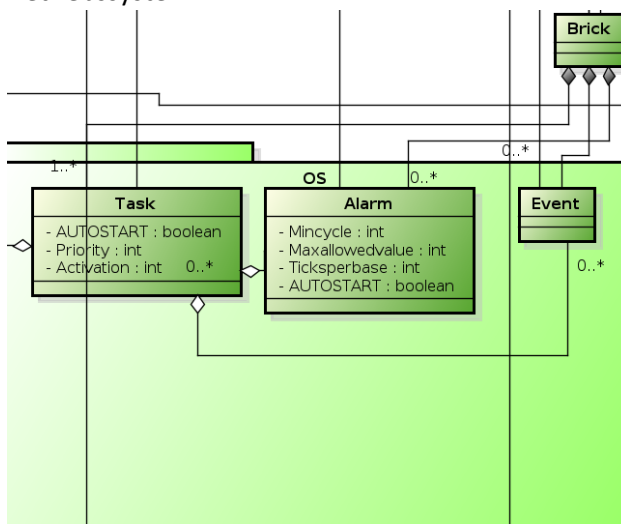 Brick
1..*
0..*
OS
0..*
Task
- AUTOSTART : boolean
- Priority : int
- Activation : int
0..*
Alarm
- Mincycle : int
- Maxallowedvalue : int
- Ticksperbase : int
- AUTOSTART : boolean
Event
0..*